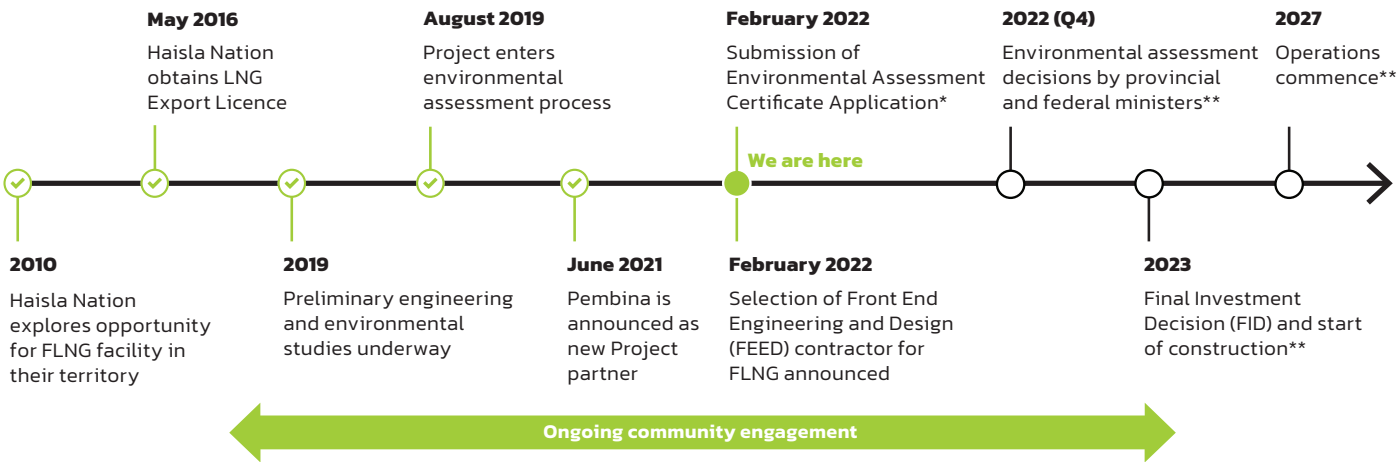 May 2016
Haisla Nation
obtains LNG
Export Licence
August 2019
Project enters
environmental
assessment process
February 2022
Submission of
Environmental Assessment
Certificate Application*
2022 (Q4)
Environmental assessment
decisions by provincial
and federal ministers**
2027
Operations
commence**
We are here
2010
Haisla Nation
explores opportunity
for FLNG facility in
their territory
2019
Preliminary engineering
and environmental
studies underway
June 2021
Pembina is
announced as
new Project
partner
February 2022
Selection of Front End
Engineering and Design
(FEED) contractor for
FLNG announced
2023
Final Investment
Decision (FID) and start
of construction**
Ongoing community engagement